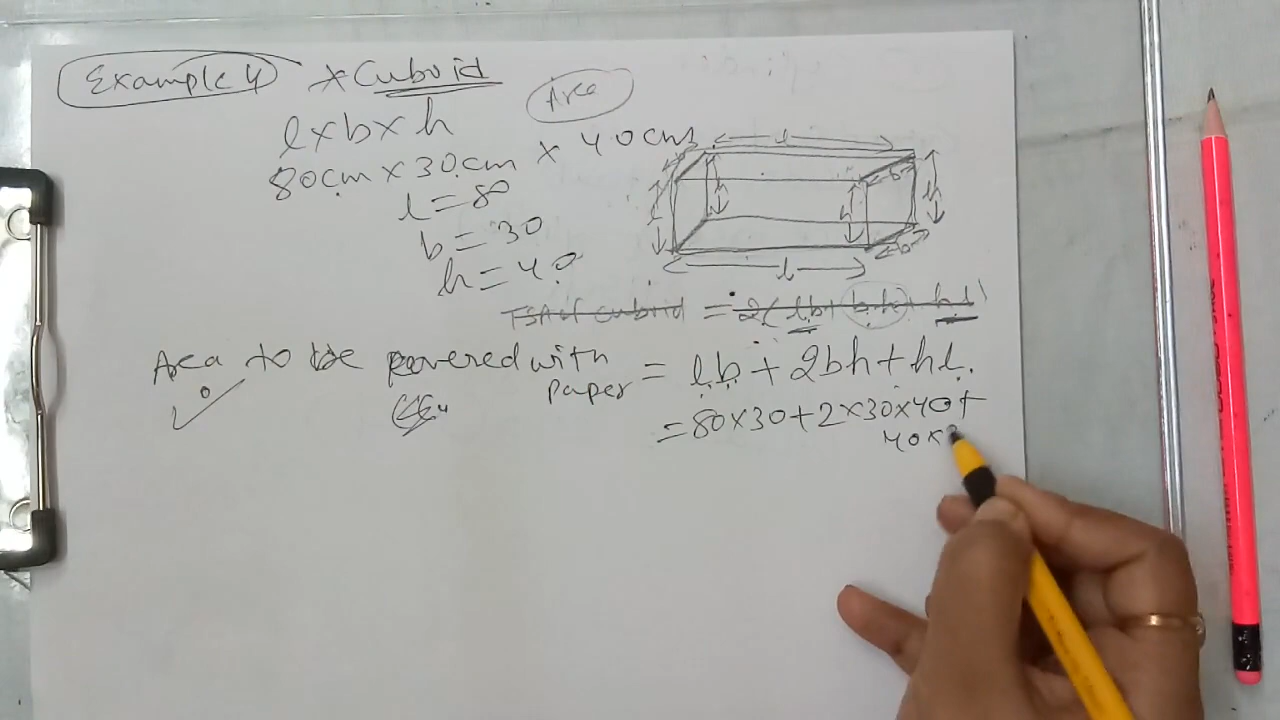 Example 4 * Cuboid
Area
l x b x h
80cm x 30cm x 40cms
l = 80
b = 30
h = 40
l
b
h
h
b
l
TSA of cuboid = 2(lb+bh+hl)
Area to be covered with paper = lb + 2bh + hl.
= 80 x 30 + 2 x 30 x 40 +
40 x